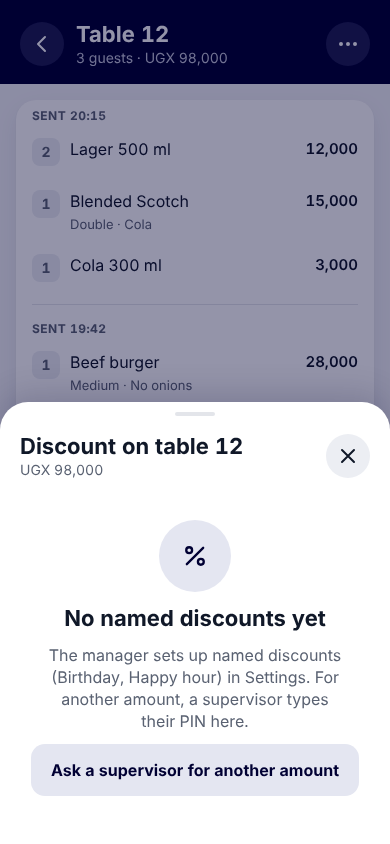 Table 12
3 guests · UGX 98,000
SENT 20:15
2 Lager 500 ml 12,000
1 Blended Scotch 15,000
Double · Cola
1 Cola 300 ml 3,000
SENT 19:42
1 Beef burger 28,000
Medium · No onions
Discount on table 12
UGX 98,000
No named discounts yet
The manager sets up named discounts
(Birthday, Happy hour) in Settings. For
another amount, a supervisor types
their PIN here.
Ask a supervisor for another amount